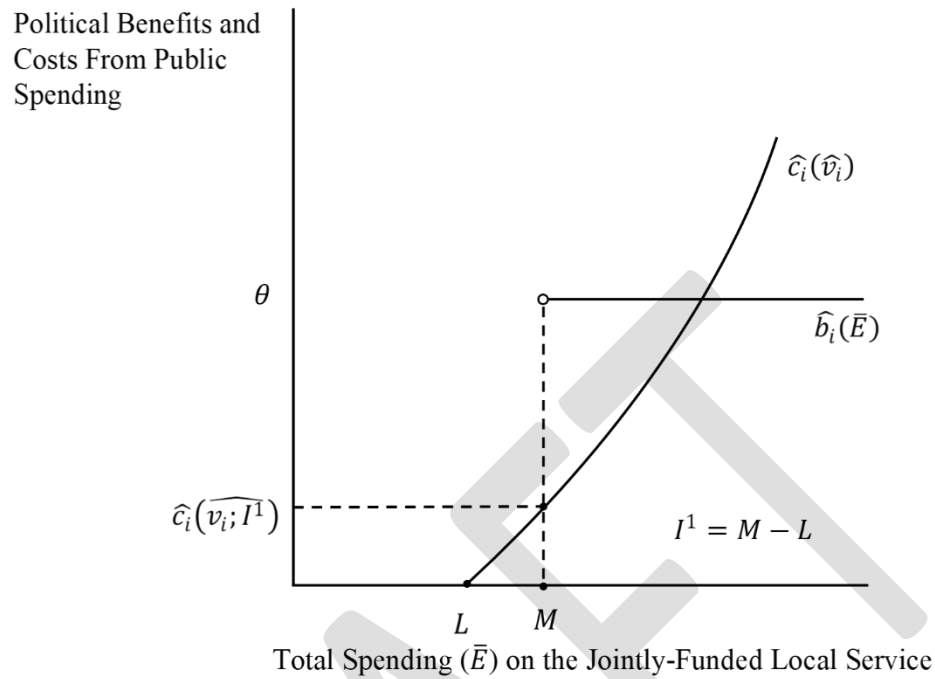 Political Benefits and
Costs From Public
Spending
ĉᵢ(v̂ᵢ)
θ
b̂ᵢ(Ē)
ĉᵢ(v̂ᵢ; I¹)
I¹ = M − L
L
M
Total Spending (Ē) on the Jointly-Funded Local Service